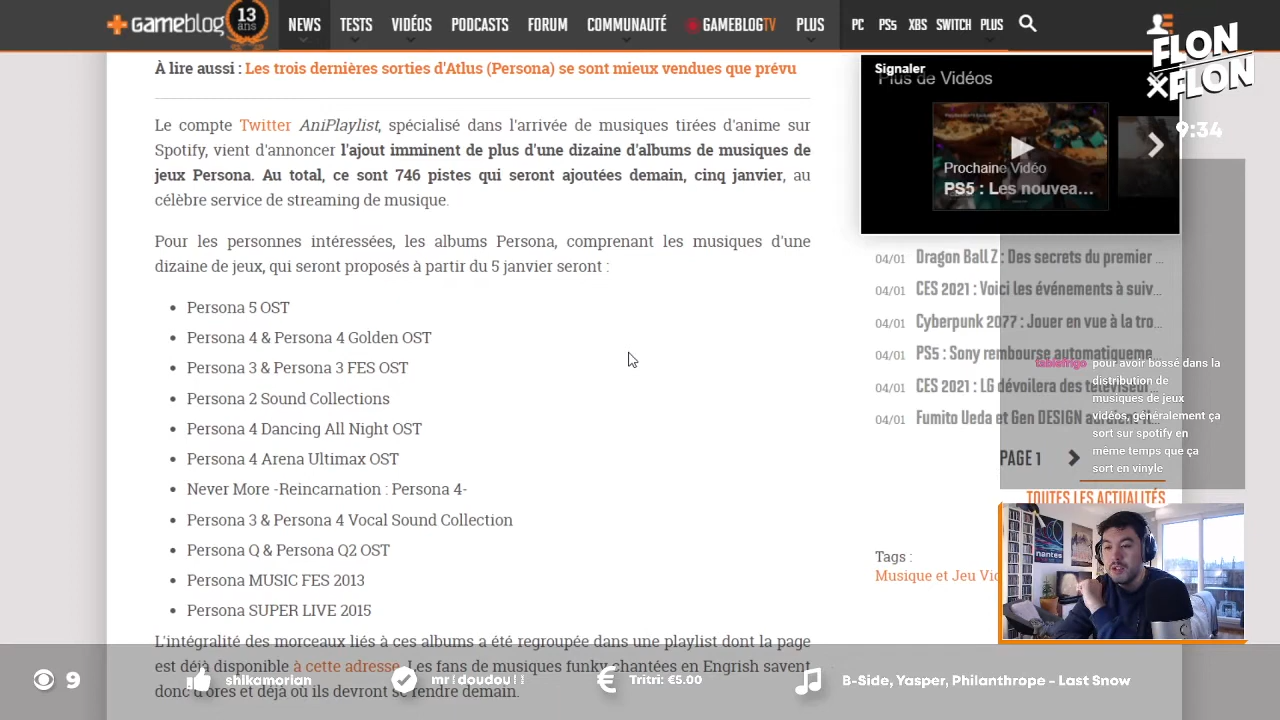 gameblog
13
ans
NEWS
TESTS
VIDÉOS
PODCASTS
FORUM
COMMUNAUTÉ
GAMEBLOGTV
PLUS
PC
PS5
XBS
SWITCH
PLUS
FLON
X FLON
9:34
À lire aussi : Les trois dernières sorties d'Atlus (Persona) se sont mieux vendues que prévu
Le compte Twitter AniPlaylist, spécialisé dans l'arrivée de musiques tirées d'anime sur
Spotify, vient d'annoncer l'ajout imminent de plus d'une dizaine d'albums de musiques de
jeux Persona. Au total, ce sont 746 pistes qui seront ajoutées demain, cinq janvier, au
célèbre service de streaming de musique.
Pour les personnes intéressées, les albums Persona, comprenant les musiques d'une
dizaine de jeux, qui seront proposés à partir du 5 janvier seront :
• Persona 5 OST
• Persona 4 & Persona 4 Golden OST
• Persona 3 & Persona 3 FES OST
• Persona 2 Sound Collections
• Persona 4 Dancing All Night OST
• Persona 4 Arena Ultimax OST
• Never More -Reincarnation : Persona 4-
• Persona 3 & Persona 4 Vocal Sound Collection
• Persona Q & Persona Q2 OST
• Persona MUSIC FES 2013
• Persona SUPER LIVE 2015
L'intégralité des morceaux liés à ces albums a été regroupée dans une playlist dont la page
est déjà disponible à cette adresse. Les fans de musiques funky chantées en Engrish savent
donc d'ores et déjà où ils devront se rendre demain.
Signaler
Plus de Vidéos
Prochaine Vidéo
PS5 : Les nouvea...
04/01 Dragon Ball Z : Des secrets du premier ...
04/01 CES 2021 : Voici les événements à suiv...
04/01 Cyberpunk 2077 : Jouer en vue à la tro...
04/01 PS5 : Sony rembourse automatiqueme...
04/01 CES 2021 : LG dévoilera des téléviseur...
04/01 Fumito Ueda et Gen DESIGN
PAGE 1
TOUTES LES ACTUALITÉS
pour avoir bossé dans la
distribution de
musiques de jeux
vidéos, généralement ça
sort sur spotify en
même temps que ça
sort en vinyle
Tags :
Musique et Jeu Vid
nantes
9
shikamorian
mr!doudou!!
Tritri: €5.00
B-Side, Yasper, Philanthrope - Last Snow